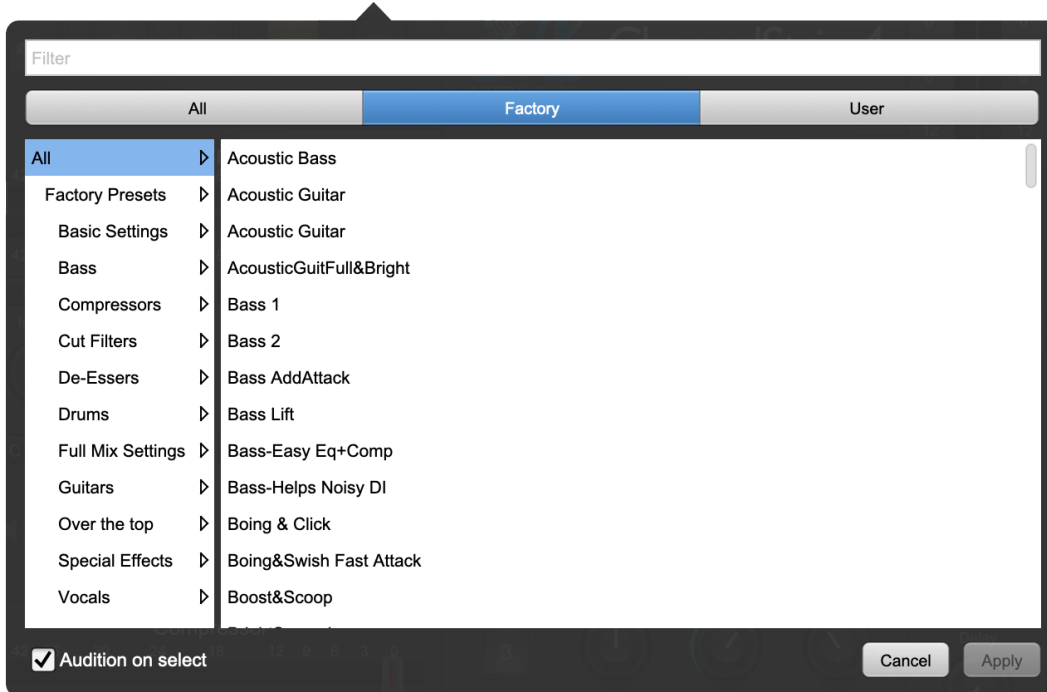 Filter
All Factory User
All Acoustic Bass
Factory Presets Acoustic Guitar
Basic Settings Acoustic Guitar
Bass AcousticGuitFull&Bright
Compressors Bass 1
Cut Filters Bass 2
De-Essers Bass AddAttack
Drums Bass Lift
Full Mix Settings Bass-Easy Eq+Comp
Guitars Bass-Helps Noisy DI
Over the top Boing & Click
Special Effects Boing&Swish Fast Attack
Vocals Boost&Scoop
Audition on select Cancel Apply